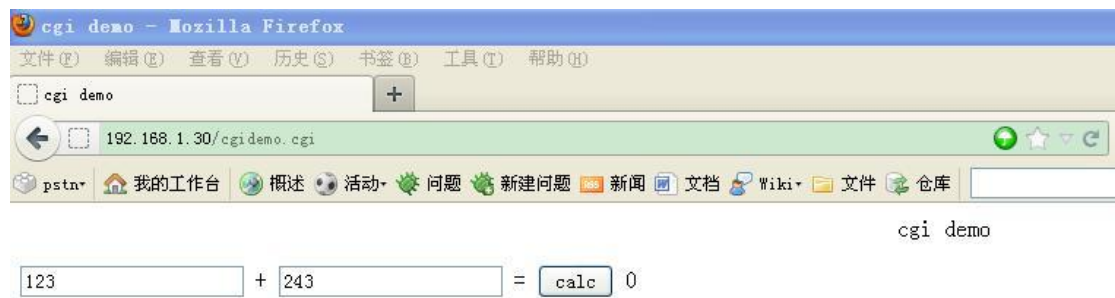 cgi demo - Mozilla Firefox
文件(F) 编辑(E) 查看(V) 历史(S) 书签(B) 工具(T) 帮助(H)
cgi demo +
192.168.1.30/cgidemo.cgi
pstn 我的工作台 概述 活动 问题 新建问题 新闻 文档 Wiki 文件 仓库
cgi demo
123 + 243 = calc 0